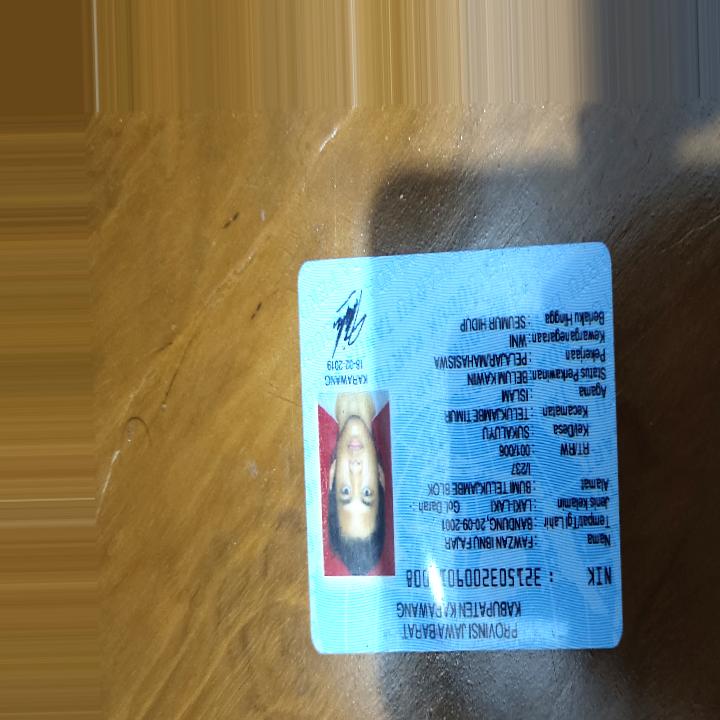 PROVINSI JAWA BARAT
KABUPATEN KARAWANG
NIK :
Nama : FAWZAN IBNU FAJAR
Tempat/Tgl Lahir : BANDUNG, 20-09-2001
Jenis kelamin : LAKI-LAKI Gol. Darah : -
Alamat : BUMI TELUKJAMBE BLOK
I/237
RT/RW : 001/006
Kel/Desa : SUKALUYU
Kecamatan : TELUKJAMBE TIMUR
Agama : ISLAM
Status Perkawinan: BELUM KAWIN
Pekerjaan : PELAJAR/MAHASISWA
Kewarganegaraan: WNI
Berlaku Hingga : SEUMUR HIDUP
KARAWANG
16-02-2019